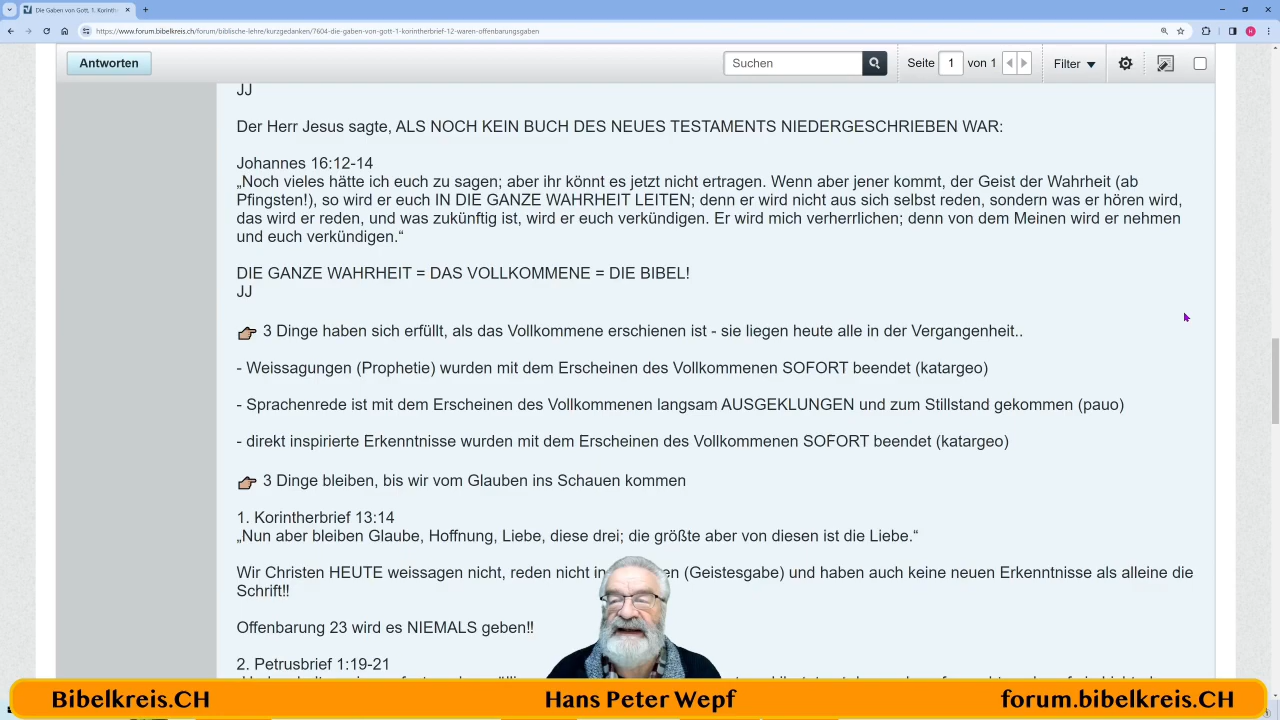 Die Gaben von Gott, 1. Korinth
https://www.forum.bibelkreis.ch/forum/biblische-lehre/kurzgedanken/7604-die-gaben-von-gott-1-korintherbrief-12-waren-offenbarungsgaben
Antworten
Suchen
Seite 1 von 1
Filter
JJ
Der Herr Jesus sagte, ALS NOCH KEIN BUCH DES NEUES TESTAMENTS NIEDERGESCHRIEBEN WAR:
Johannes 16:12-14
„Noch vieles hätte ich euch zu sagen; aber ihr könnt es jetzt nicht ertragen. Wenn aber jener kommt, der Geist der Wahrheit (ab
Pfingsten!), so wird er euch IN DIE GANZE WAHRHEIT LEITEN; denn er wird nicht aus sich selbst reden, sondern was er hören wird,
das wird er reden, und was zukünftig ist, wird er euch verkündigen. Er wird mich verherrlichen; denn von dem Meinen wird er nehmen
und euch verkündigen.“
DIE GANZE WAHRHEIT = DAS VOLLKOMMENE = DIE BIBEL!
JJ
3 Dinge haben sich erfüllt, als das Vollkommene erschienen ist - sie liegen heute alle in der Vergangenheit..
- Weissagungen (Prophetie) wurden mit dem Erscheinen des Vollkommenen SOFORT beendet (katargeo)
- Sprachenrede ist mit dem Erscheinen des Vollkommenen langsam AUSGEKLUNGEN und zum Stillstand gekommen (pauo)
- direkt inspirierte Erkenntnisse wurden mit dem Erscheinen des Vollkommenen SOFORT beendet (katargeo)
3 Dinge bleiben, bis wir vom Glauben ins Schauen kommen
1. Korintherbrief 13:14
„Nun aber bleiben Glaube, Hoffnung, Liebe, diese drei; die größte aber von diesen ist die Liebe.“
Wir Christen HEUTE weissagen nicht, reden nicht in en (Geistesgabe) und haben auch keine neuen Erkenntnisse als alleine die
Schrift!!
Offenbarung 23 wird es NIEMALS geben!!
2. Petrusbrief 1:19-21
Bibelkreis.CH
Hans Peter Wepf
forum.bibelkreis.CH